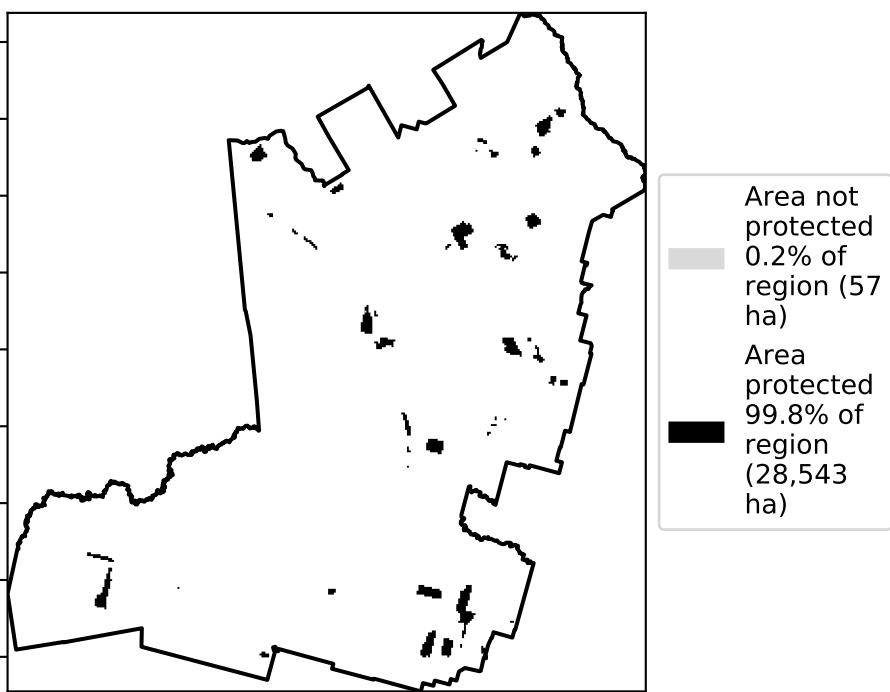 Area not
protected
0.2% of
region (57
ha)
Area
protected
99.8% of
region
(28,543
ha)